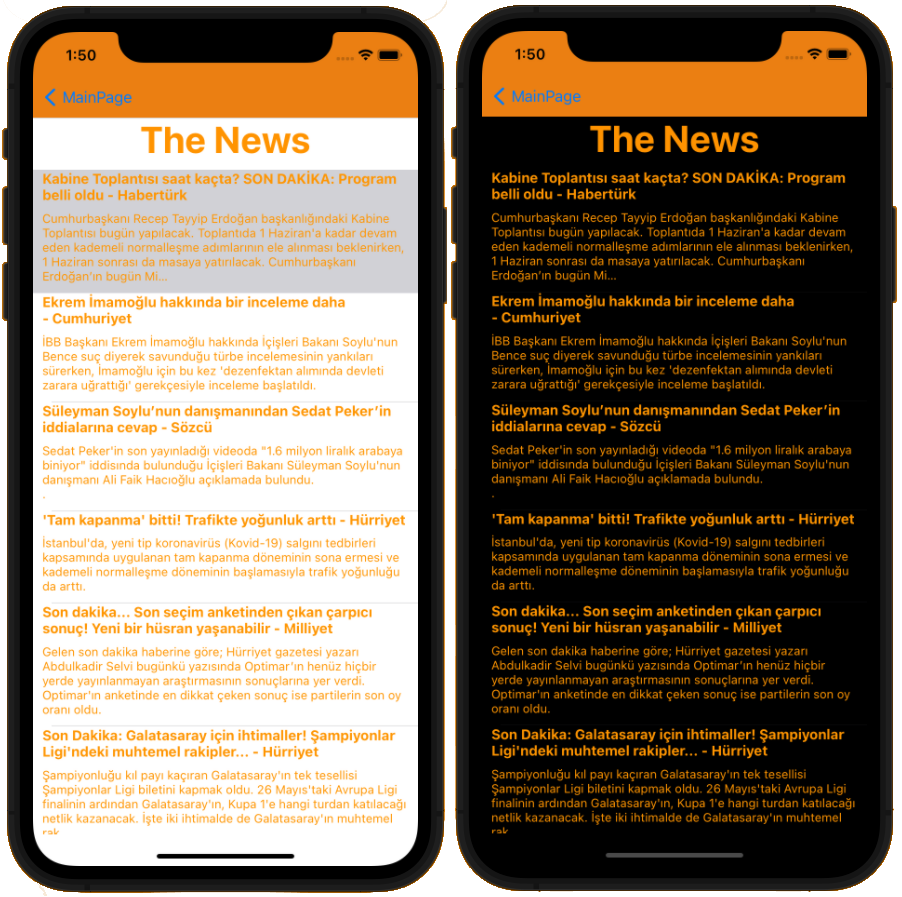 1:50
MainPage
The News
Kabine Toplantısı saat kaçta? SON DAKİKA: Program
belli oldu - Habertürk
Cumhurbaşkanı Recep Tayyip Erdoğan başkanlığındaki Kabine
Toplantısı bugün yapılacak. Toplantıda 1 Haziran'a kadar devam
eden kademeli normalleşme adımlarının ele alınması beklenirken,
1 Haziran sonrası da masaya yatırılacak. Cumhurbaşkanı
Erdoğan'ın bugün Mi...
Ekrem İmamoğlu hakkında bir inceleme daha
- Cumhuriyet
İBB Başkanı Ekrem İmamoğlu hakkında İçişleri Bakanı Soylu'nun
Bence suç diyerek savunduğu türbe incelemesinin yankıları
sürerken, İmamoğlu için bu kez 'dezenfektan alımında devleti
zarara uğrattığı' gerekçesiyle inceleme başlatıldı.
Süleyman Soylu’nun danışmanından Sedat Peker’in
iddialarına cevap - Sözcü
Sedat Peker'in son yayınladığı videoda "1.6 milyon liralık arabaya
biniyor" iddisında bulunduğu İçişleri Bakanı Süleyman Soylu'nun
danışmanı Ali Faik Hacıoğlu açıklamada bulundu.
.
'Tam kapanma' bitti! Trafikte yoğunluk arttı - Hürriyet
İstanbul'da, yeni tip koronavirüs (Kovid-19) salgını tedbirleri
kapsamında uygulanan tam kapanma döneminin sona ermesi ve
kademeli normalleşme döneminin başlamasıyla trafik yoğunluğu
da arttı.
Son dakika... Son seçim anketinden çıkan çarpıcı
sonuç! Yeni bir hüsran yaşanabilir - Milliyet
Gelen son dakika haberine göre; Hürriyet gazetesi yazarı
Abdulkadir Selvi bugünkü yazısında Optimar'ın henüz hiçbir
yerde yayınlanmayan araştırmasının sonuçlarına yer verdi.
Optimar'ın anketinde en dikkat çeken sonuç ise partilerin son oy
oranı oldu.
Son Dakika: Galatasaray için ihtimaller! Şampiyonlar
Ligi'ndeki muhtemel rakipler... - Hürriyet
Şampiyonluğu kıl payı kaçıran Galatasaray'ın tek tesellisi
Şampiyonlar Ligi biletini kapmak oldu. 26 Mayıs'taki Avrupa Ligi
finalinin ardından Galatasaray'ın, Kupa 1'e hangi turdan katılacağı
netlik kazanacak. İşte iki ihtimalde de Galatasaray'ın muhtemel
rak
1:50
MainPage
The News
Kabine Toplantısı saat kaçta? SON DAKİKA: Program
belli oldu - Habertürk
Cumhurbaşkanı Recep Tayyip Erdoğan başkanlığındaki Kabine
Toplantısı bugün yapılacak. Toplantıda 1 Haziran'a kadar devam
eden kademeli normalleşme adımlarının ele alınması beklenirken,
1 Haziran sonrası da masaya yatırılacak. Cumhurbaşkanı
Erdoğan'ın bugün Mi...
Ekrem İmamoğlu hakkında bir inceleme daha
- Cumhuriyet
İBB Başkanı Ekrem İmamoğlu hakkında İçişleri Bakanı Soylu'nun
Bence suç diyerek savunduğu türbe incelemesinin yankıları
sürerken, İmamoğlu için bu kez 'dezenfektan alımında devleti
zarara uğrattığı' gerekçesiyle inceleme başlatıldı.
Süleyman Soylu’nun danışmanından Sedat Peker’in
iddialarına cevap - Sözcü
Sedat Peker'in son yayınladığı videoda "1.6 milyon liralık arabaya
biniyor" iddisında bulunduğu İçişleri Bakanı Süleyman Soylu'nun
danışmanı Ali Faik Hacıoğlu açıklamada bulundu.
.
'Tam kapanma' bitti! Trafikte yoğunluk arttı - Hürriyet
İstanbul'da, yeni tip koronavirüs (Kovid-19) salgını tedbirleri
kapsamında uygulanan tam kapanma döneminin sona ermesi ve
kademeli normalleşme döneminin başlamasıyla trafik yoğunluğu
da arttı.
Son dakika... Son seçim anketinden çıkan çarpıcı
sonuç! Yeni bir hüsran yaşanabilir - Milliyet
Gelen son dakika haberine göre; Hürriyet gazetesi yazarı
Abdulkadir Selvi bugünkü yazısında Optimar'ın henüz hiçbir
yerde yayınlanmayan araştırmasının sonuçlarına yer verdi.
Optimar'ın anketinde en dikkat çeken sonuç ise partilerin son oy
oranı oldu.
Son Dakika: Galatasaray için ihtimaller! Şampiyonlar
Ligi'ndeki muhtemel rakipler... - Hürriyet
Şampiyonluğu kıl payı kaçıran Galatasaray'ın tek tesellisi
Şampiyonlar Ligi biletini kapmak oldu. 26 Mayıs'taki Avrupa Ligi
finalinin ardından Galatasaray'ın, Kupa 1'e hangi turdan katılacağı
netlik kazanacak. İşte iki ihtimalde de Galatasaray'ın muhtemel
rak